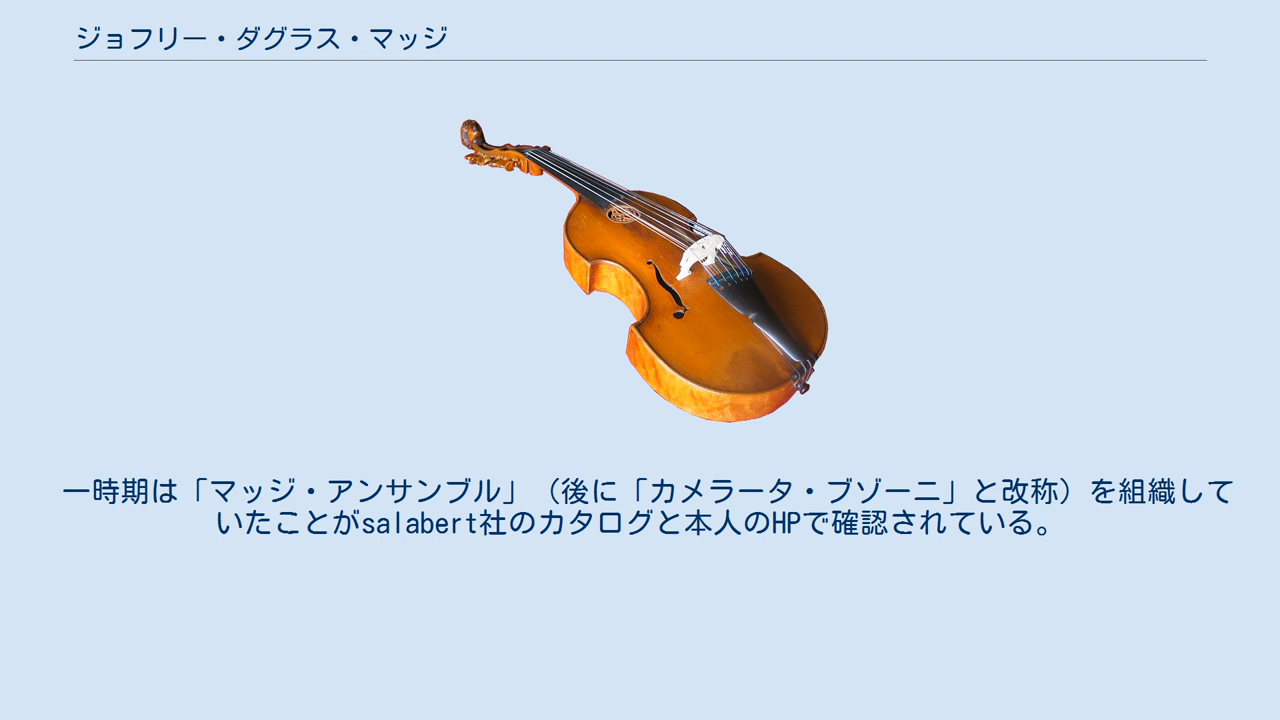 ジョフリー・ダグラス・マッジ
一時期は「マッジ・アンサンブル」（後に「カメラータ・ブゾーニ」と改称）を組織して
いたことがsalabert社のカタログと本人のHPで確認されている。